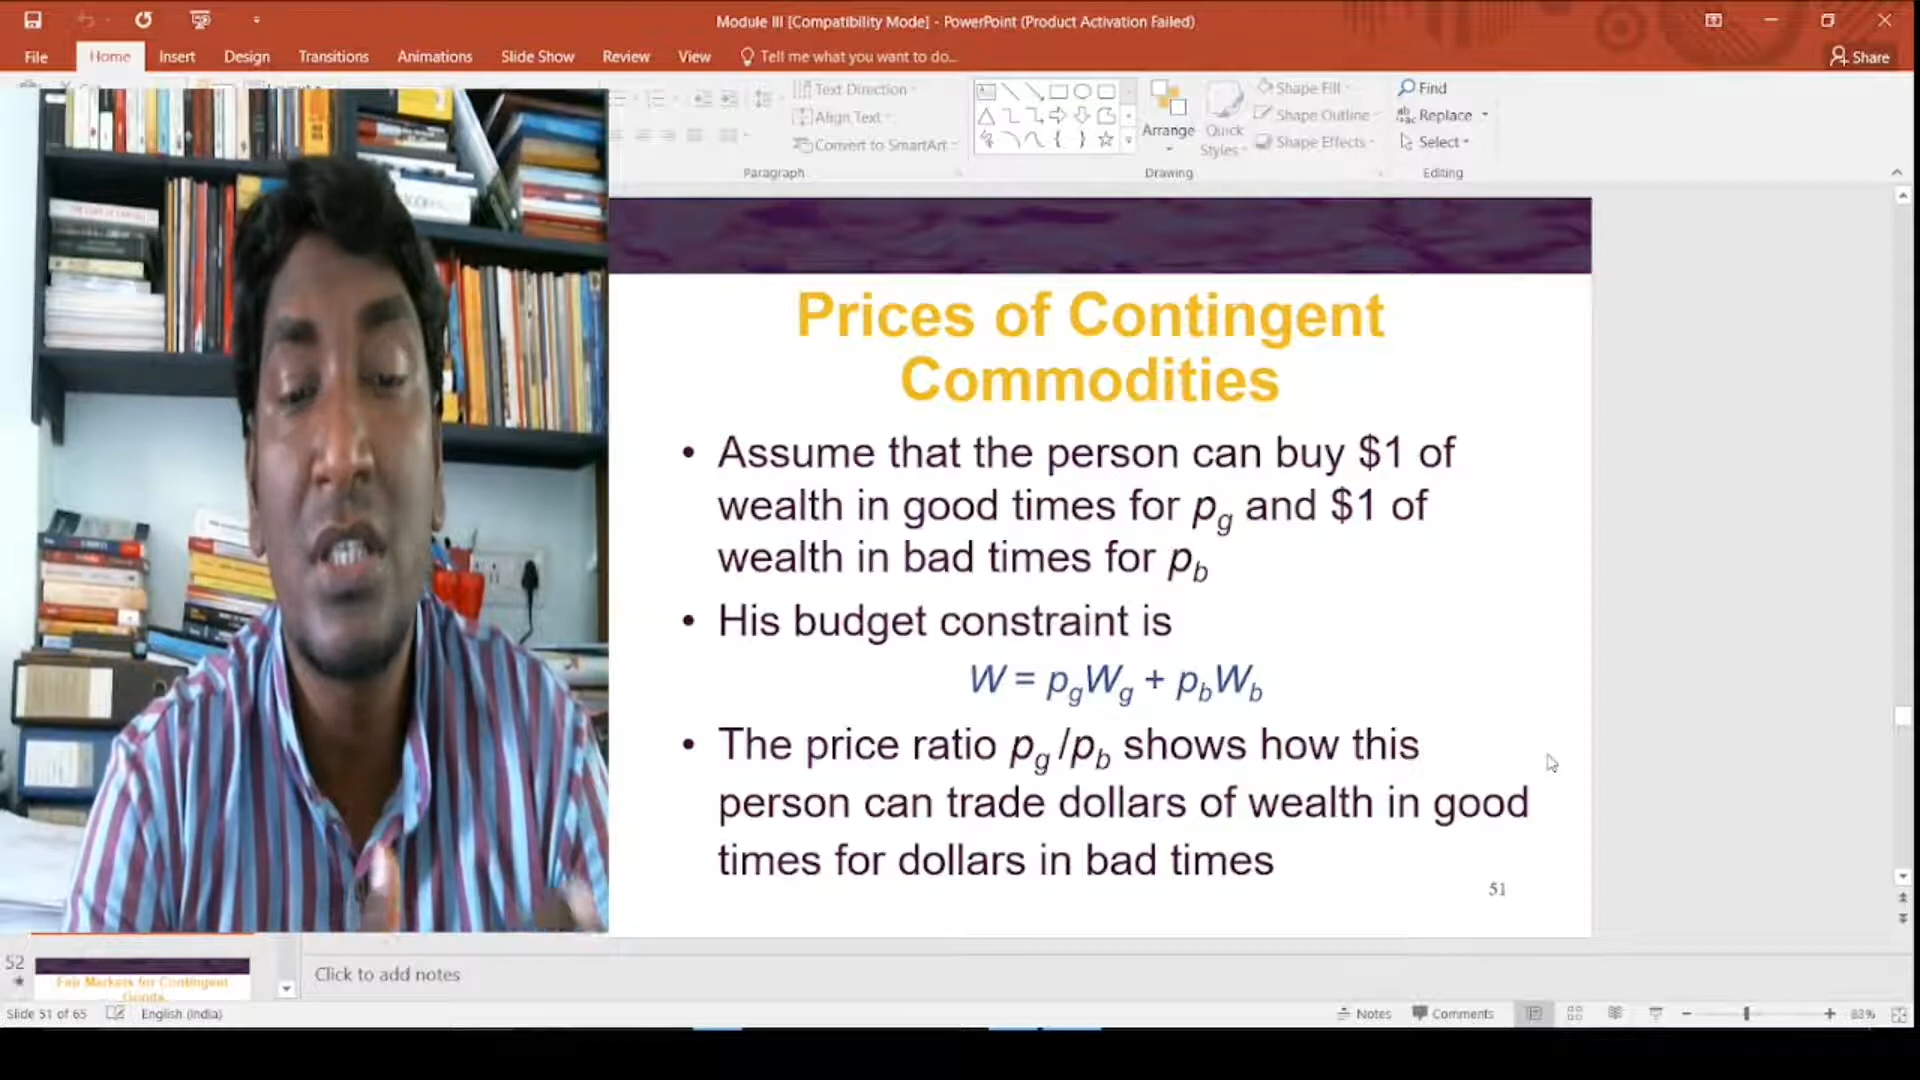 Module III [Compatibility Mode] - PowerPoint (Product Activation Failed)
File Home Insert Design Transitions Animations Slide Show Review View Tell me what you want to do... Share
Text Direction
Align Text
Convert to SmartArt
Paragraph
Arrange
Quick Styles
Shape Fill
Shape Outline
Shape Effects
Drawing
Find
Replace
Select
Editing
Prices of Contingent
Commodities
• Assume that the person can buy $1 of
wealth in good times for pg and $1 of
wealth in bad times for pb
• His budget constraint is
W = pgWg + pbWb
• The price ratio pg/pb shows how this
person can trade dollars of wealth in good
times for dollars in bad times
51
52
Fair Markets for Contingent
Goods
Click to add notes
Slide 51 of 65 English (India) Notes Comments 83%